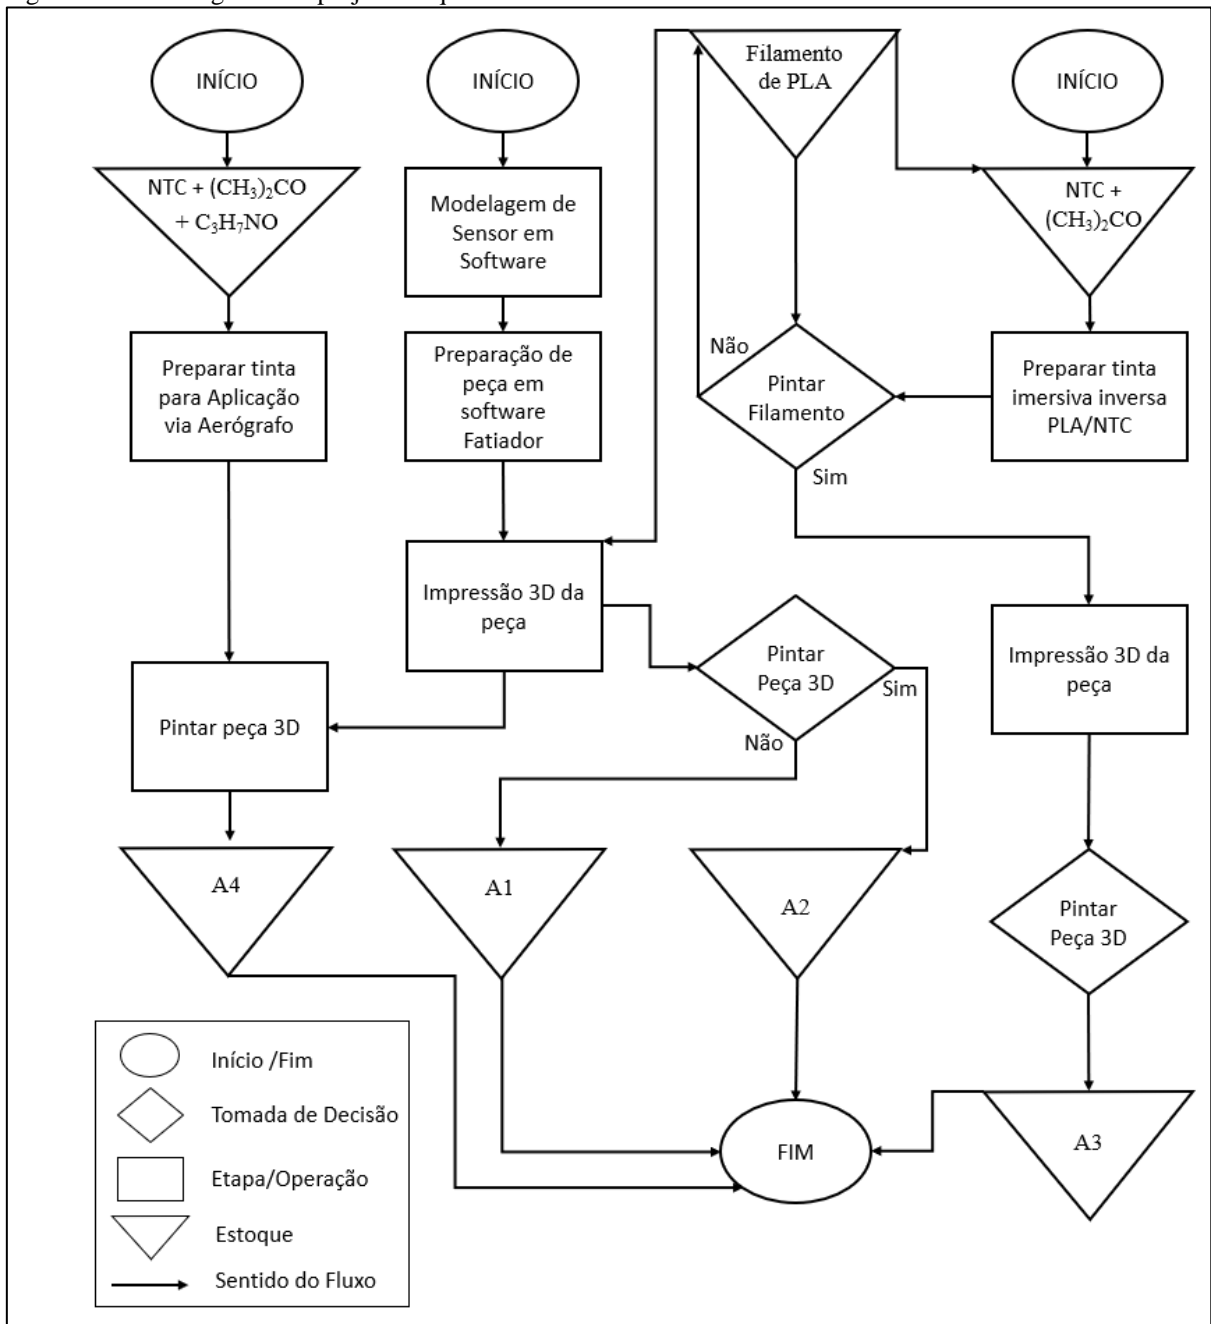 INÍCIO
INÍCIO
Filamento
de PLA
INÍCIO
NTC + (CH₃)₂CO
+ C₃H₇NO
Modelagem de
Sensor em
Software
NTC +
(CH₃)₂CO
Preparar tinta
para Aplicação
via Aerógrafo
Preparação de
peça em
software
Fatiador
Não
Pintar
Filamento
Sim
Preparar tinta
imersiva inversa
PLA/NTC
Impressão 3D da
peça
Pintar
Peça 3D
Sim
Não
Impressão 3D da
peça
Pintar peça 3D
A4
A1
A2
Pintar
Peça 3D
A3
FIM
Início /Fim
Tomada de Decisão
Etapa/Operação
Estoque
Sentido do Fluxo